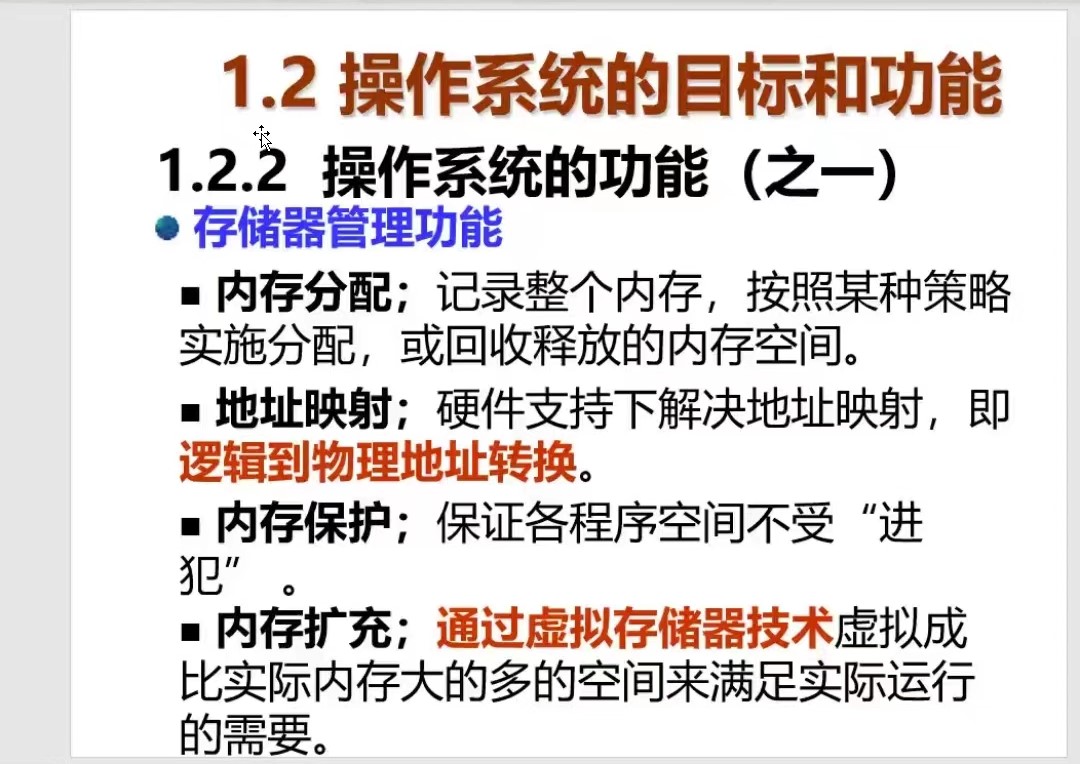 1.2 操作系统的目标和功能
1.2.2 操作系统的功能（之一）
存储器管理功能
■ 内存分配；记录整个内存，按照某种策略
实施分配，或回收释放的内存空间。
■ 地址映射；硬件支持下解决地址映射，即
逻辑到物理地址转换。
■ 内存保护；保证各程序空间不受“进
犯” 。
■ 内存扩充；通过虚拟存储器技术虚拟成
比实际内存大的多的空间来满足实际运行
的需要。